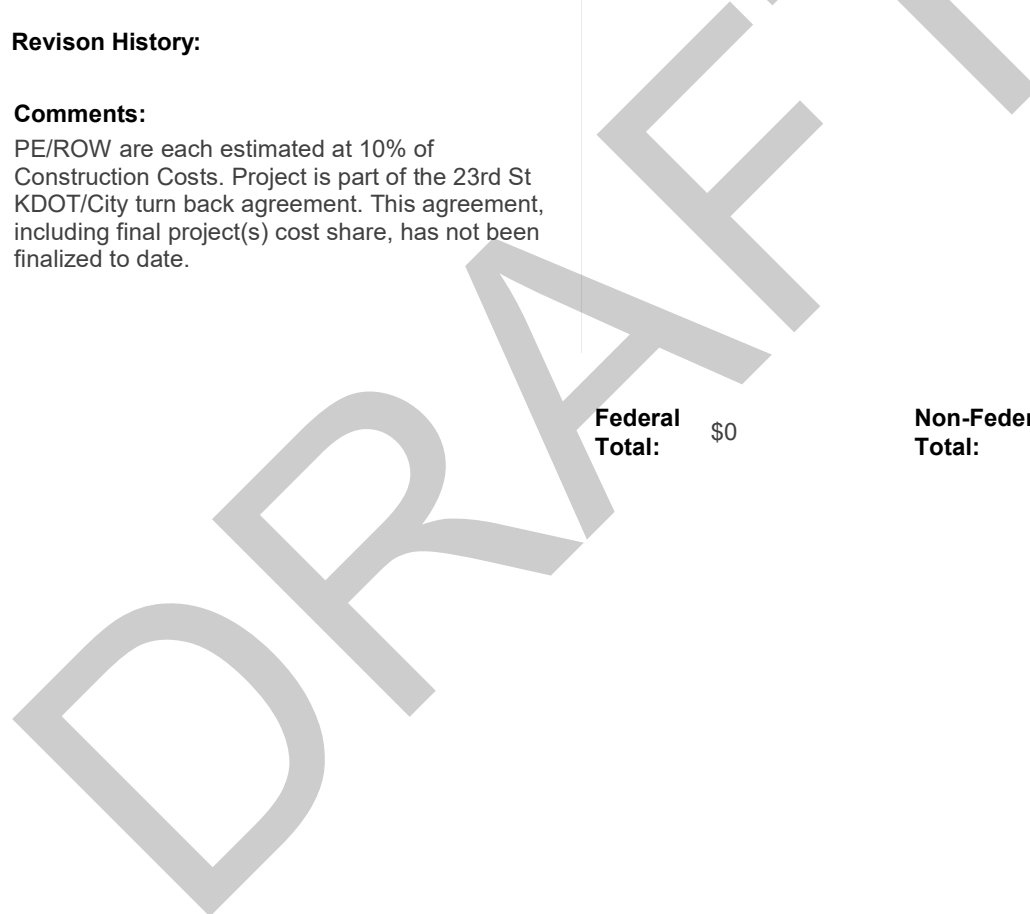 Revison History:
Comments:
PE/ROW are each estimated at 10% of
Construction Costs. Project is part of the 23rd St
KDOT/City turn back agreement. This agreement,
including final project(s) cost share, has not been
finalized to date.
Federal
Total:
$0
Non-Feder
Total:
DRAFT